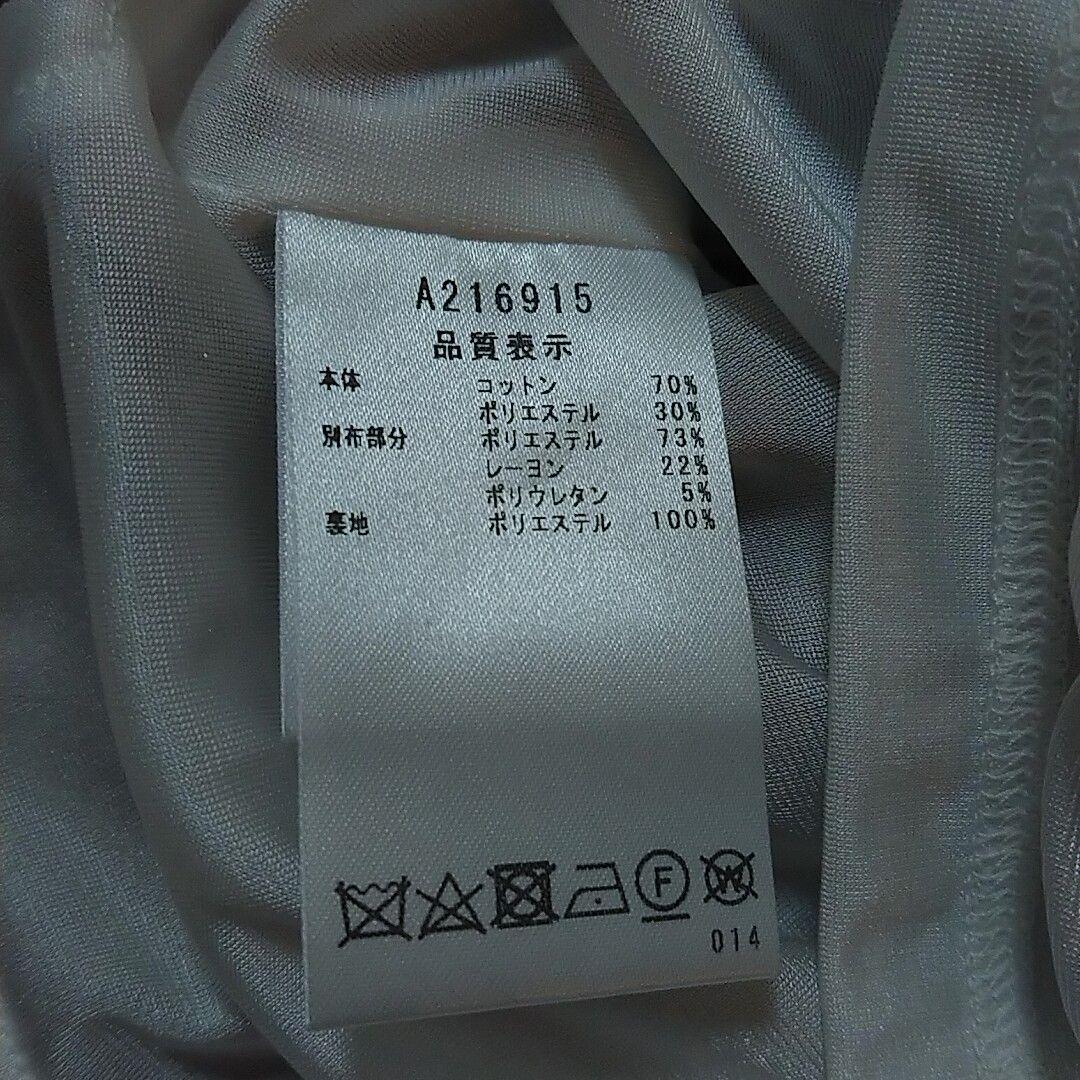 A216915
品質表示
本体 コットン 70%
ポリエステル 30%
別布部分 ポリエステル 73%
レーヨン 22%
ポリウレタン 5%
裏地 ポリエステル 100%
F W
014